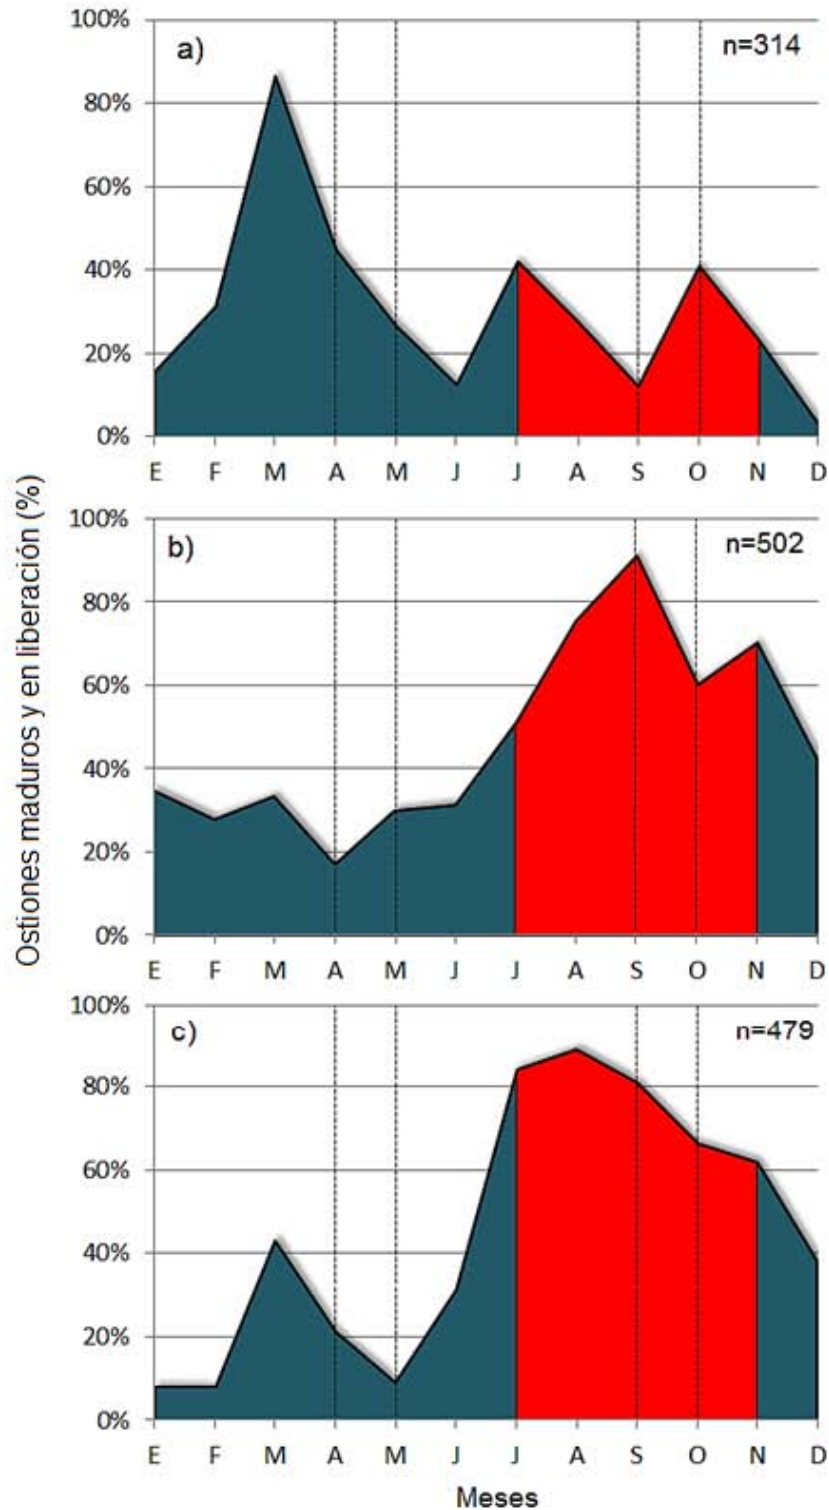 Ostiones maduros y en liberación (%)
a)
n=314
100%
80%
60%
40%
20%
0%
E F M A M J J A S O N D
b)
n=502
100%
80%
60%
40%
20%
0%
E F M A M J J A S O N D
c)
n=479
100%
80%
60%
40%
20%
0%
E F M A M J J A S O N D
Meses